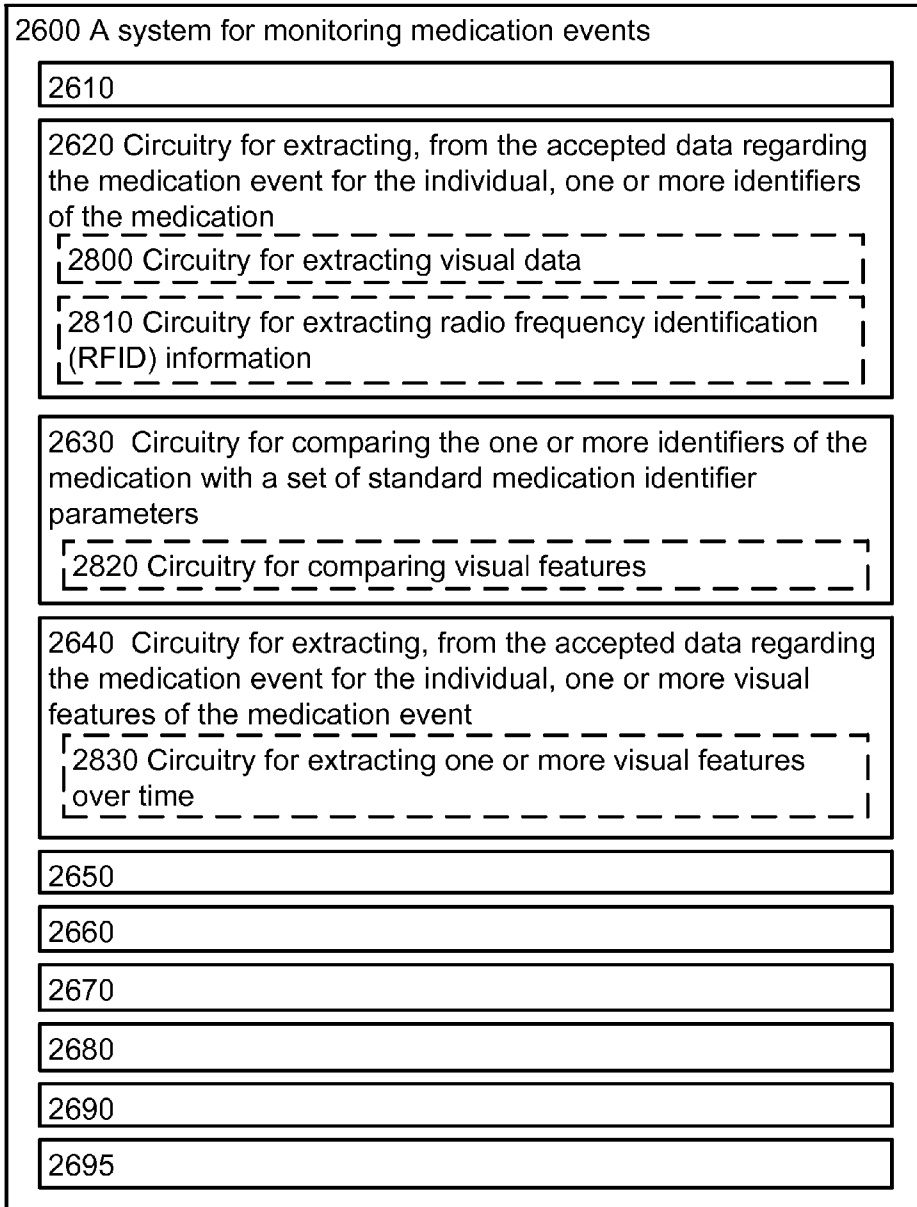 2600 A system for monitoring medication events
2610
2620 Circuitry for extracting, from the accepted data regarding
the medication event for the individual, one or more identifiers
of the medication
2800 Circuitry for extracting visual data
2810 Circuitry for extracting radio frequency identification
(RFID) information
2630 Circuitry for comparing the one or more identifiers of the
medication with a set of standard medication identifier
parameters
2820 Circuitry for comparing visual features
2640 Circuitry for extracting, from the accepted data regarding
the medication event for the individual, one or more visual
features of the medication event
2830 Circuitry for extracting one or more visual features
over time
2650
2660
2670
2680
2690
2695